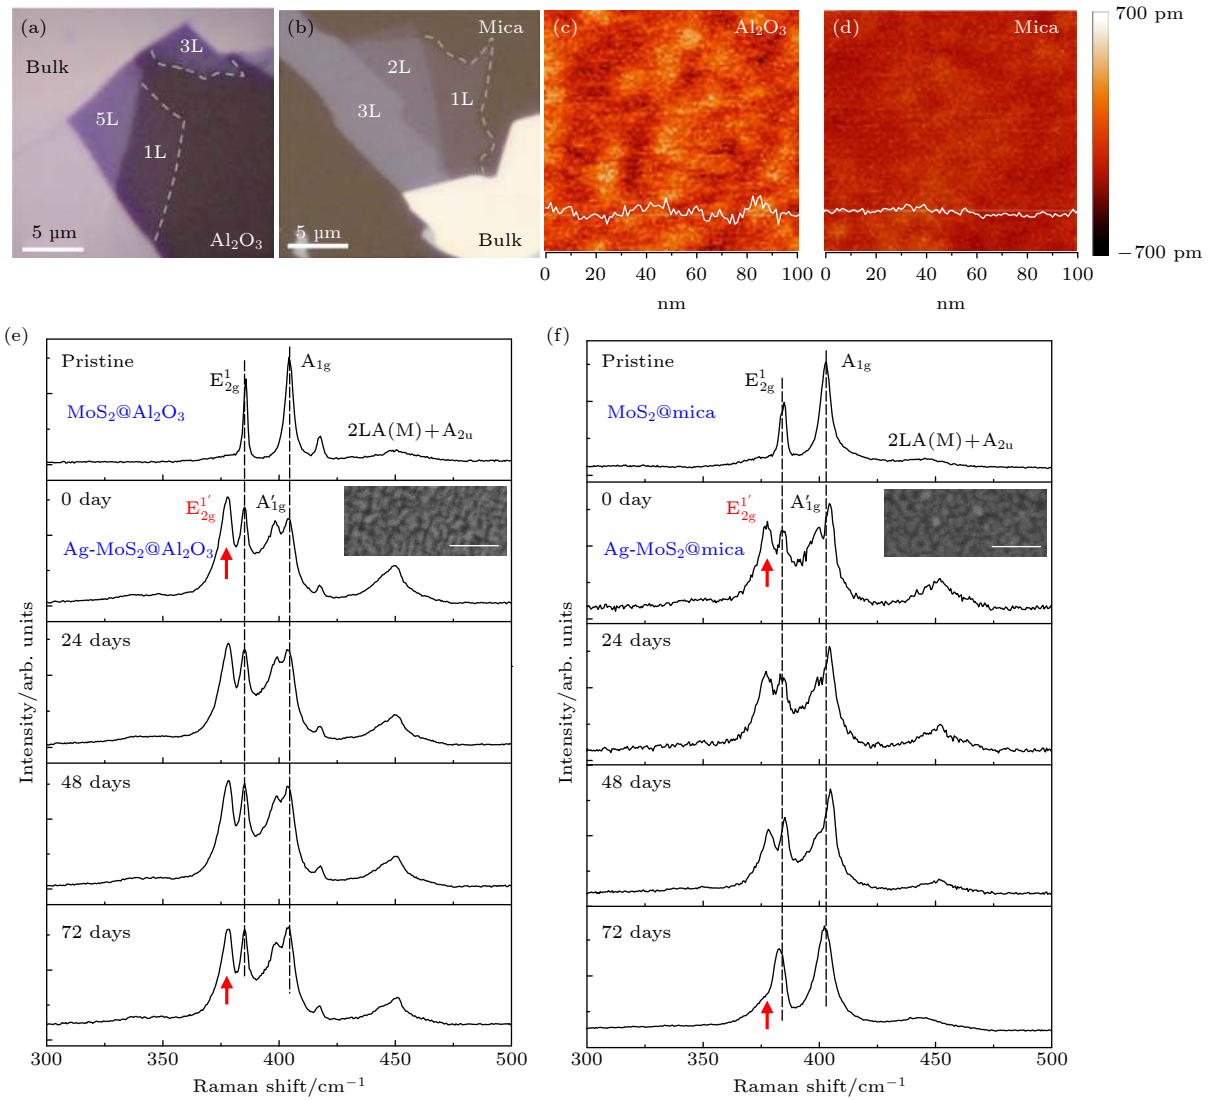 (a)
3L
Bulk
5L
1L
5 µm
Al₂O₃
(b)
Mica
2L
1L
3L
5 µm
Bulk
(c)
Al₂O₃
0 20 40 60 80 100
nm
(d)
Mica
0 20 40 60 80 100
nm
700 pm
−700 pm
(e)
Pristine
E¹₂g
A₁g
MoS₂@Al₂O₃
2LA(M)+A₂u
0 day
E¹′₂g
A′₁g
Ag-MoS₂@Al₂O₃
24 days
48 days
72 days
300 350 400 450 500
Raman shift/cm⁻¹
Intensity/arb. units
(f)
Pristine
E¹₂g
A₁g
MoS₂@mica
2LA(M)+A₂u
0 day
E¹′₂g
A′₁g
Ag-MoS₂@mica
24 days
48 days
72 days
300 350 400 450 500
Raman shift/cm⁻¹
Intensity/arb. units